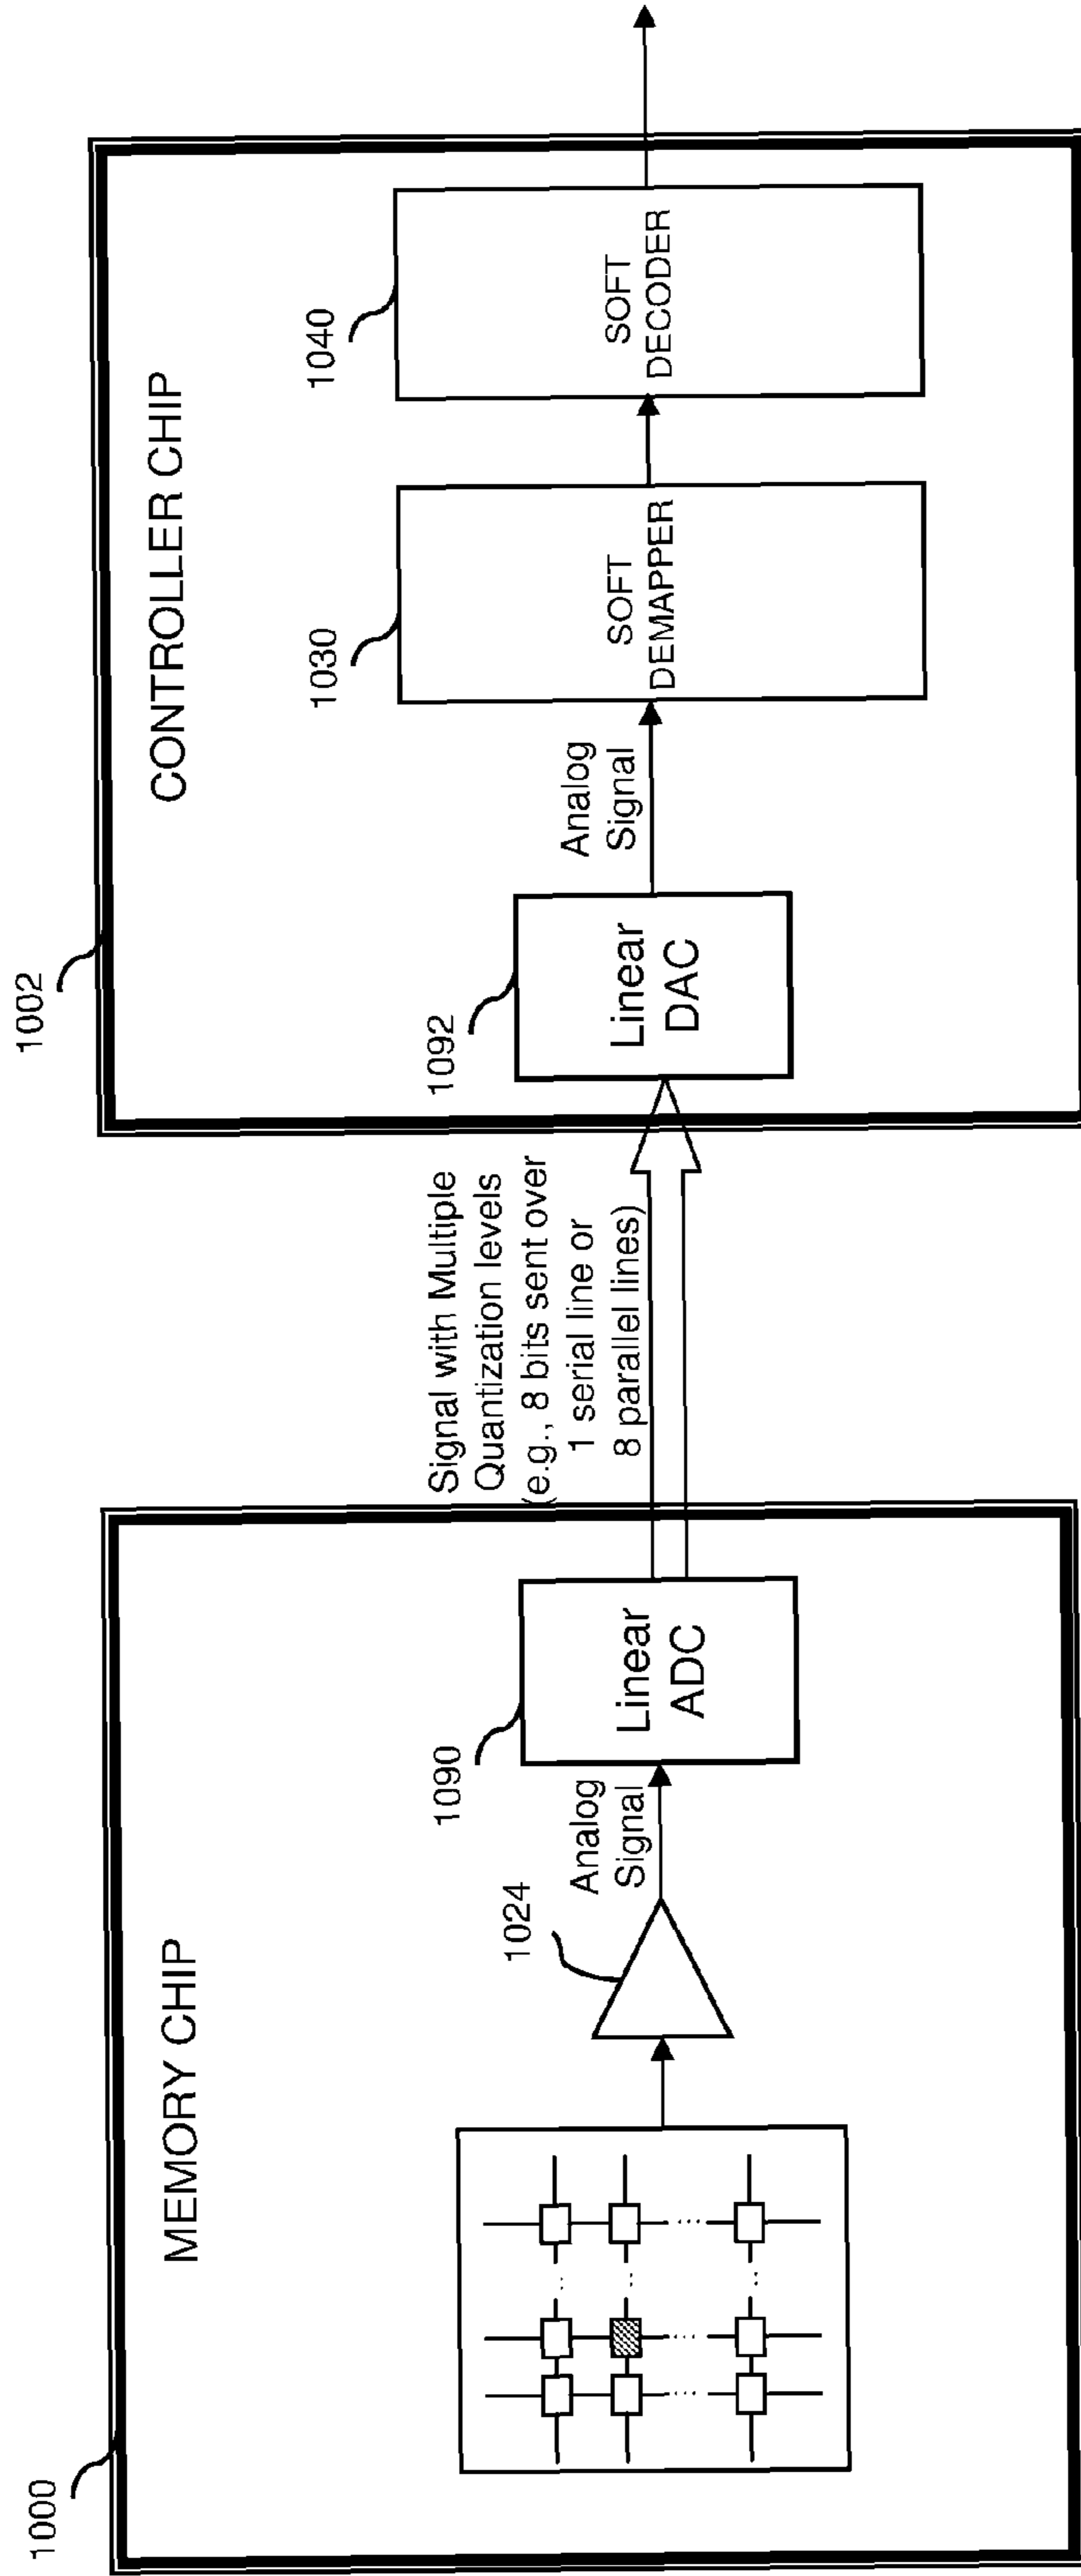 1000
MEMORY CHIP
1024
Analog
Signal
1090
Linear
ADC
Signal with Multiple
Quantization levels
(e.g., 8 bits sent over
1 serial line or
8 parallel lines)
1002
CONTROLLER CHIP
1092
Linear
DAC
Analog
Signal
1030
SOFT
DEMAPPER
1040
SOFT
DECODER